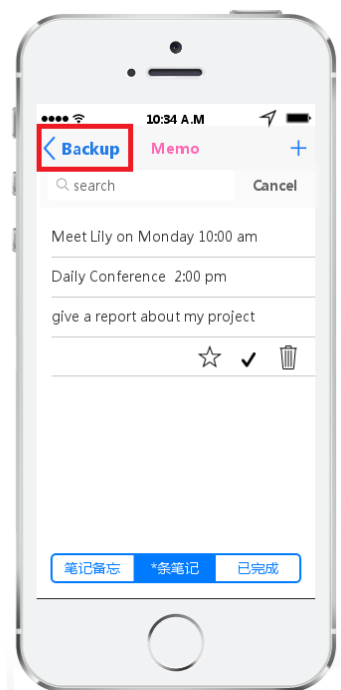 10:34 A.M
Backup Memo +
search Cancel
Meet Lily on Monday 10:00 am
Daily Conference 2:00 pm
give a report about my project
笔记备忘 *条笔记 已完成